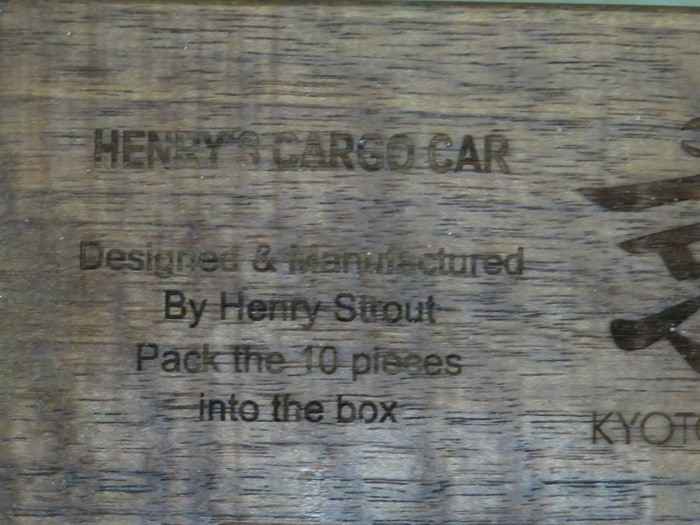 HENRY'S CARGO CAR
Designed & Manufactured
By Henry Strout
Pack the 10 pieces
into the box
KYOTO